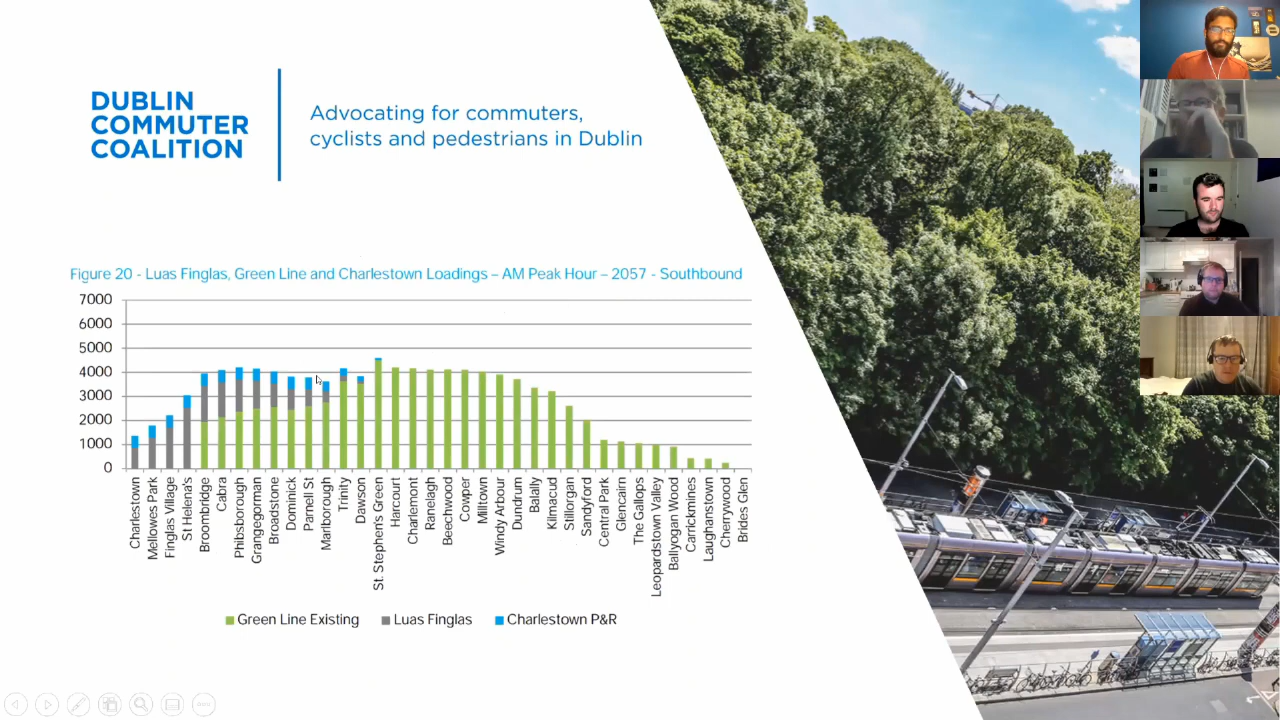 DUBLIN
COMMUTER
COALITION
Advocating for commuters,
cyclists and pedestrians in Dublin
Figure 20 - Luas Finglas, Green Line and Charlestown Loadings – AM Peak Hour – 2057 - Southbound
7000
6000
5000
4000
3000
2000
1000
0
Charlestown
Mellowes Park
Finglas Village
St Helena's
Broombridge
Cabra
Phibsborough
Grangegorman
Broadstone
Dominick
Parnell St
Marlborough
Trinity
Dawson
St. Stephen's Green
Harcourt
Charlemont
Ranelagh
Beechwood
Cowper
Milltown
Windy Arbour
Dundrum
Balally
Kilmacud
Stillorgan
Sandyford
Central Park
Glencairn
The Gallops
Leopardstown Valley
Ballyogan Wood
Carrickmines
Laughanstown
Cherrywood
Brides Glen
Green Line Existing
Luas Finglas
Charlestown P&R